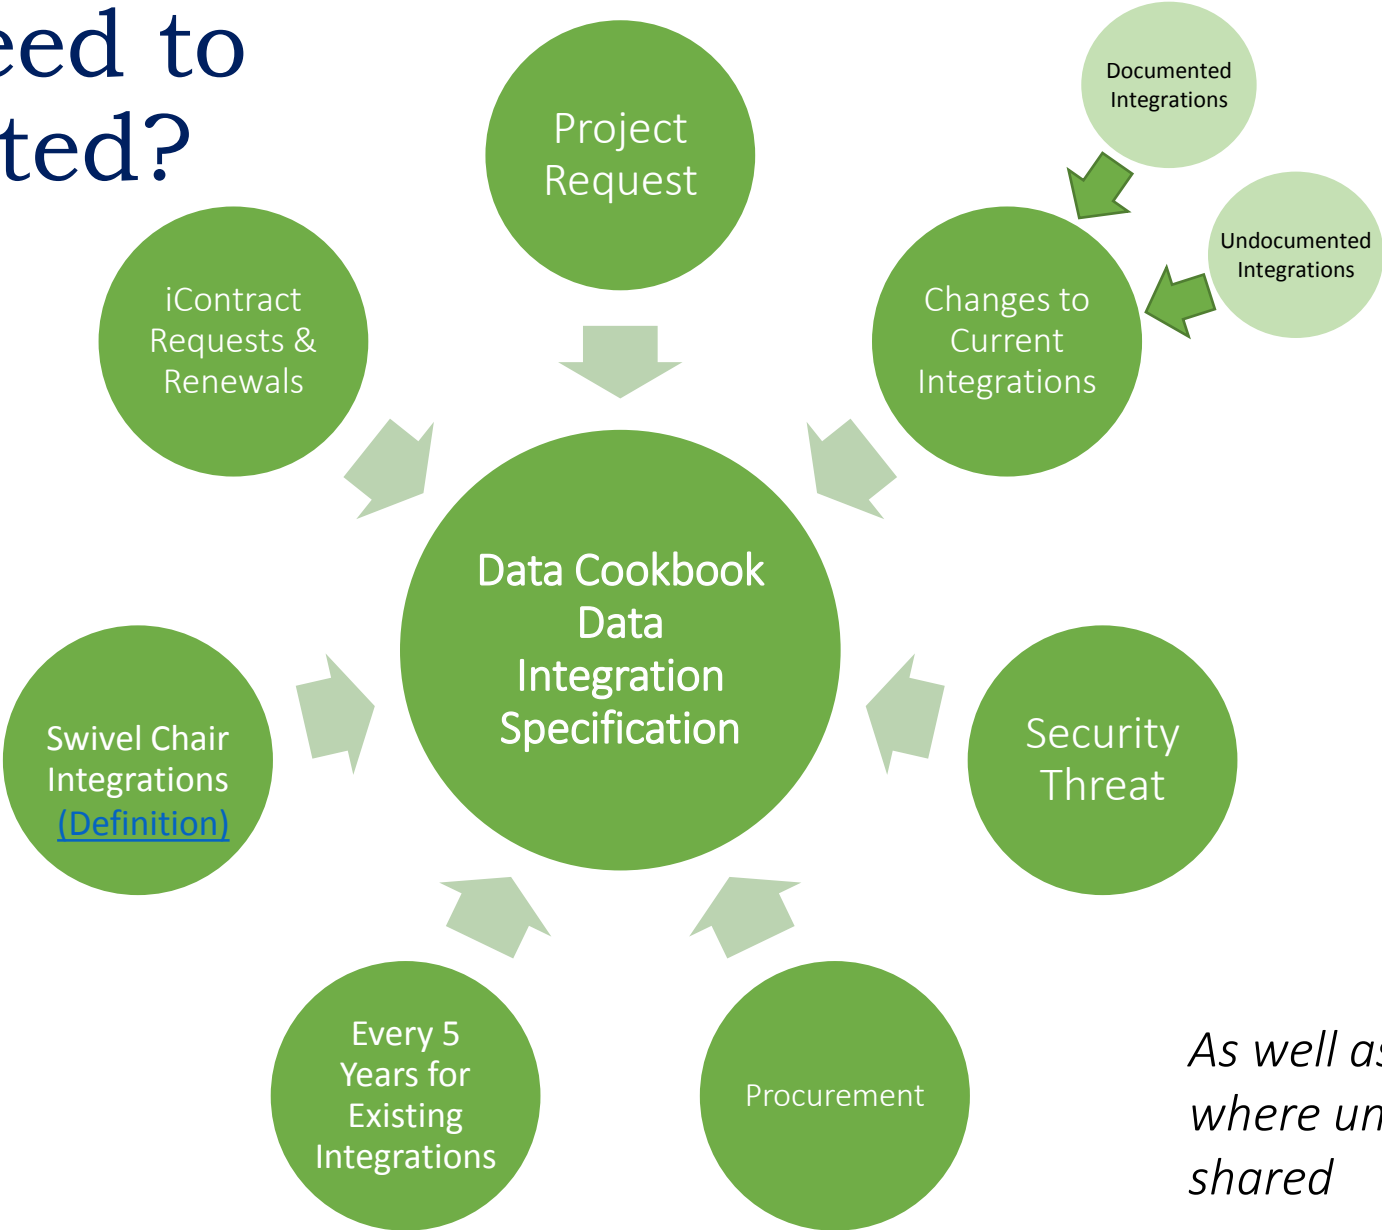 eed to
ted?
Project
Request
Documented
Integrations
Undocumented
Integrations
iContract
Requests &
Renewals
Changes to
Current
Integrations
Data Cookbook
Data
Integration
Specification
Swivel Chair
Integrations
(Definition)
Security
Threat
Every 5
Years for
Existing
Integrations
Procurement
As well as
where un
shared